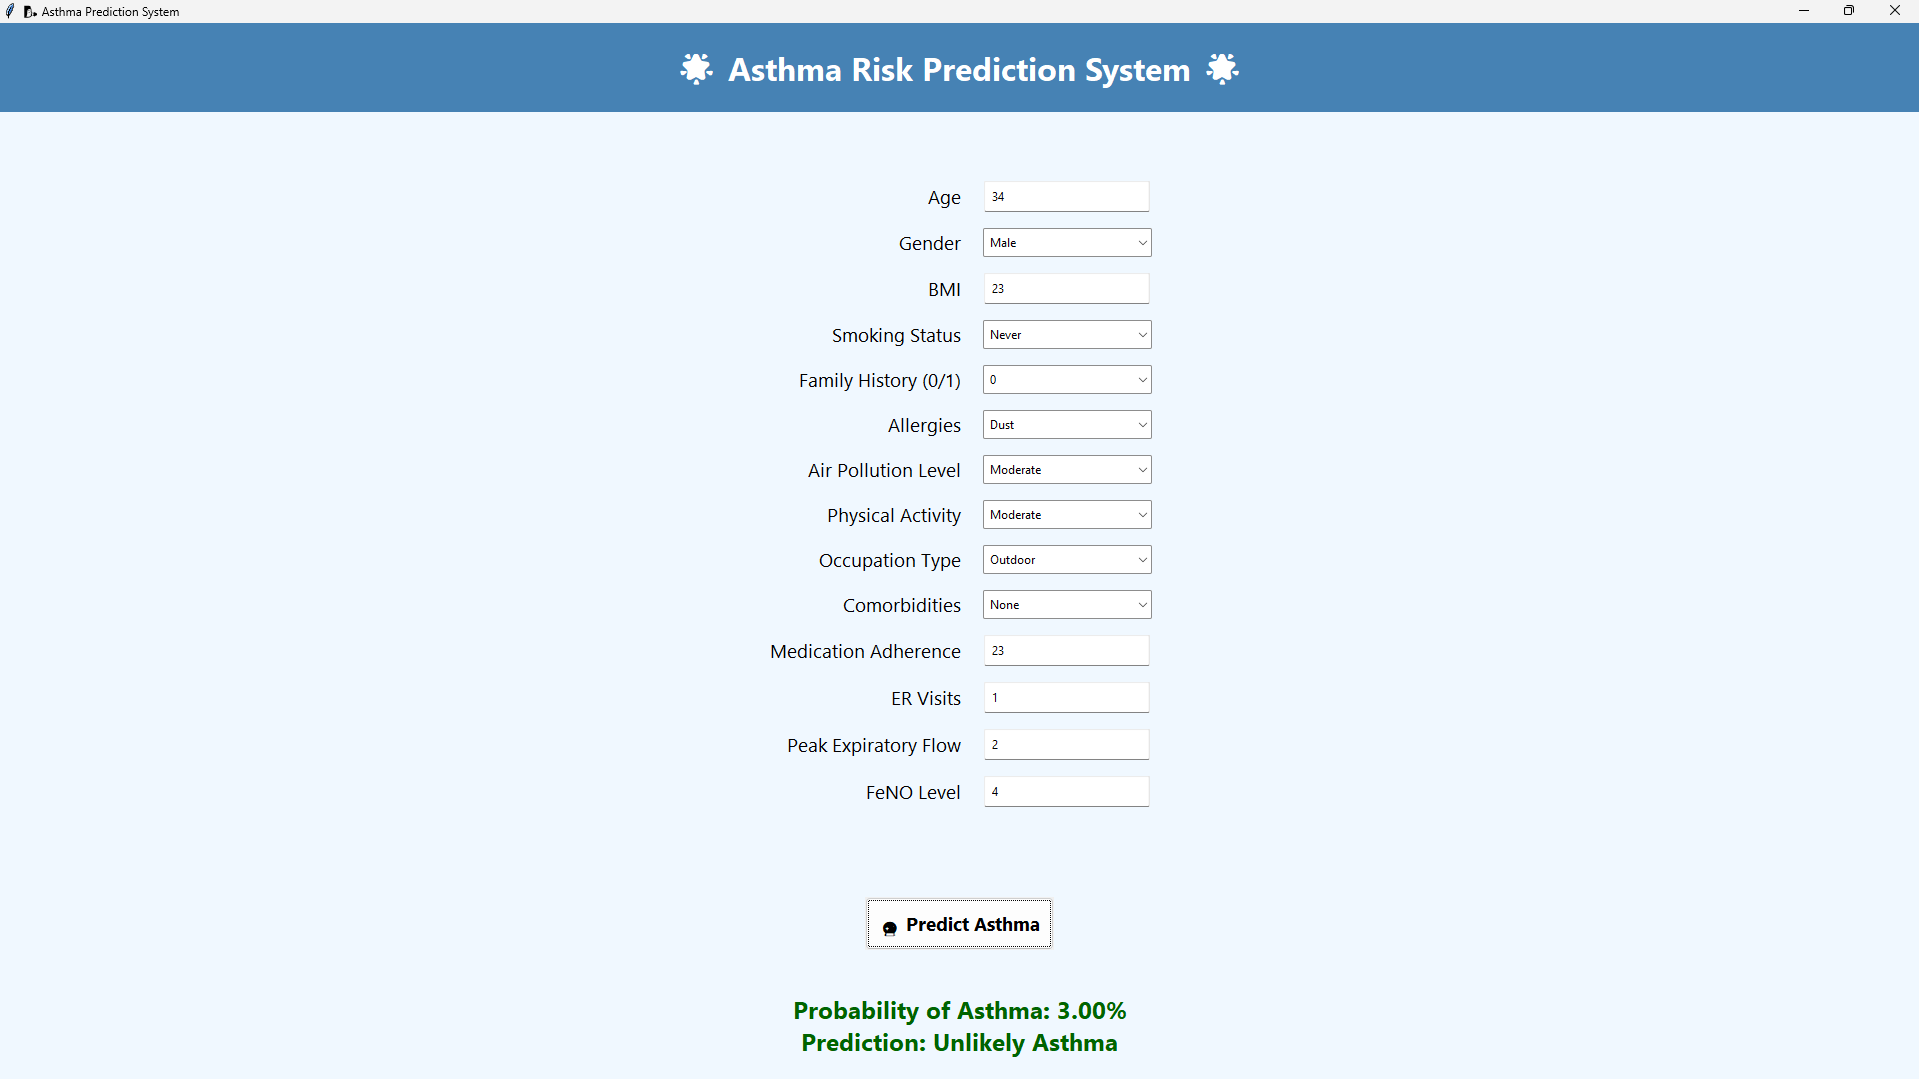 Asthma Prediction System
Asthma Risk Prediction System
Age 34
Gender Male
BMI 23
Smoking Status Never
Family History (0/1) 0
Allergies Dust
Air Pollution Level Moderate
Physical Activity Moderate
Occupation Type Outdoor
Comorbidities None
Medication Adherence 23
ER Visits 1
Peak Expiratory Flow 2
FeNO Level 4
Predict Asthma
Probability of Asthma: 3.00%
Prediction: Unlikely Asthma